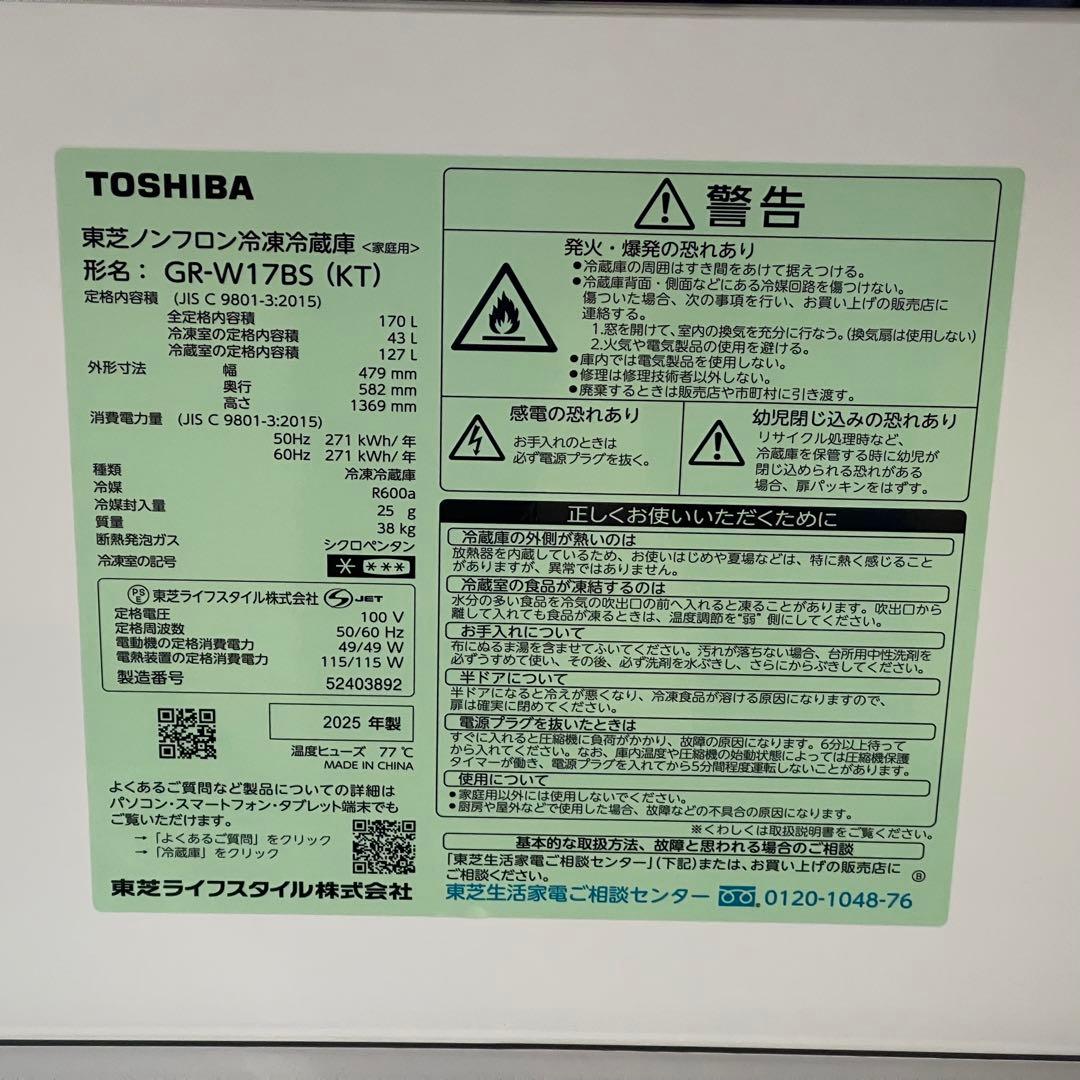 TOSHIBA
東芝ノンフロン冷凍冷蔵庫 <家庭用>
形名： GR-W17BS (KT)
定格内容積 (JIS C 9801-3:2015)
全定格内容積 170 L
冷凍室の定格内容積 43 L
冷蔵室の定格内容積 127 L
外形寸法 幅 479 mm
奥行 582 mm
高さ 1369 mm
消費電力量 (JIS C 9801-3:2015)
50Hz 271 kWh/年
60Hz 271 kWh/年
種類 冷凍冷蔵庫
冷媒 R600a
冷媒封入量 25 g
質量 38 kg
断熱発泡ガス シクロペンタン
冷凍室の記号
PS E 東芝ライフスタイル株式会社 JET
定格電圧 100 V
定格周波数 50/60 Hz
電動機の定格消費電力 49/49 W
電熱装置の定格消費電力 115/115 W
製造番号 52403892
2025 年製
温度ヒューズ 77℃
MADE IN CHINA
よくあるご質問など製品についての詳細は
パソコン・スマートフォン・タブレット端末でも
ご覧いただけます。
→「よくあるご質問」をクリック
→「冷蔵庫」をクリック
東芝ライフスタイル株式会社
警告
発火・爆発の恐れあり
●冷蔵庫の周囲はすき間をあけて据えつける。
●冷蔵庫背面・側面などにある冷媒回路を傷つけない。
傷ついた場合、次の事項を行い、お買い上げの販売店に
連絡する。
1.窓を開けて、室内の換気を充分に行なう。(換気扇は使用しない)
2.火気や電気製品の使用を避ける。
●庫内では電気製品を使用しない。
●修理は修理技術者以外しない。
●廃棄するときは販売店や市町村に引き渡す。
感電の恐れあり
お手入れのときは
必ず電源プラグを抜く。
幼児閉じ込みの恐れあり
リサイクル処理時など、
冷蔵庫を保管する時に幼児が
閉じ込められる恐れがある
場合、扉パッキンをはずす。
正しくお使いいただくために
冷蔵庫の外側が熱いのは
放熱器を内蔵しているため、お使いはじめや夏場などは、特に熱く感じること
がありますが、異常ではありません。
冷蔵室の食品が凍結するのは
水分の多い食品を冷気の吹出口の前へ入れると凍ることがあります。吹出口から
離して入れても食品が凍るときは、温度調節を“弱”側にしてください。
お手入れについて
布にぬるま湯を含ませてふいてください。汚れが落ちない場合、台所用中性洗剤を
必ずうすめて使い、その後、必ず洗剤を水ぶきし、さらにからぶきしてください。
半ドアについて
半ドアになると冷えが悪くなり、冷凍食品が溶ける原因になりますので、
扉は確実に閉めてください。
電源プラグを抜いたときは
すぐに入れると圧縮機に負荷がかかり、故障の原因になります。6分以上待って
から入れてください。なお、庫内温度や圧縮機の始動状態によっては圧縮機保護
タイマーが働き、電源プラグを入れてから5分間程度運転しないことがあります。
使用について
●家庭用以外には使用しないでください。
●厨房や屋外などで使用した場合、故障などの不具合の原因になります。
※くわしくは取扱説明書をご覧ください。
基本的な取扱方法、故障と思われる場合のご相談
「東芝生活家電ご相談センター」(下記)または、お買い上げの販売店に
ご相談ください。 Ⓑ
東芝生活家電ご相談センター 0120-1048-76